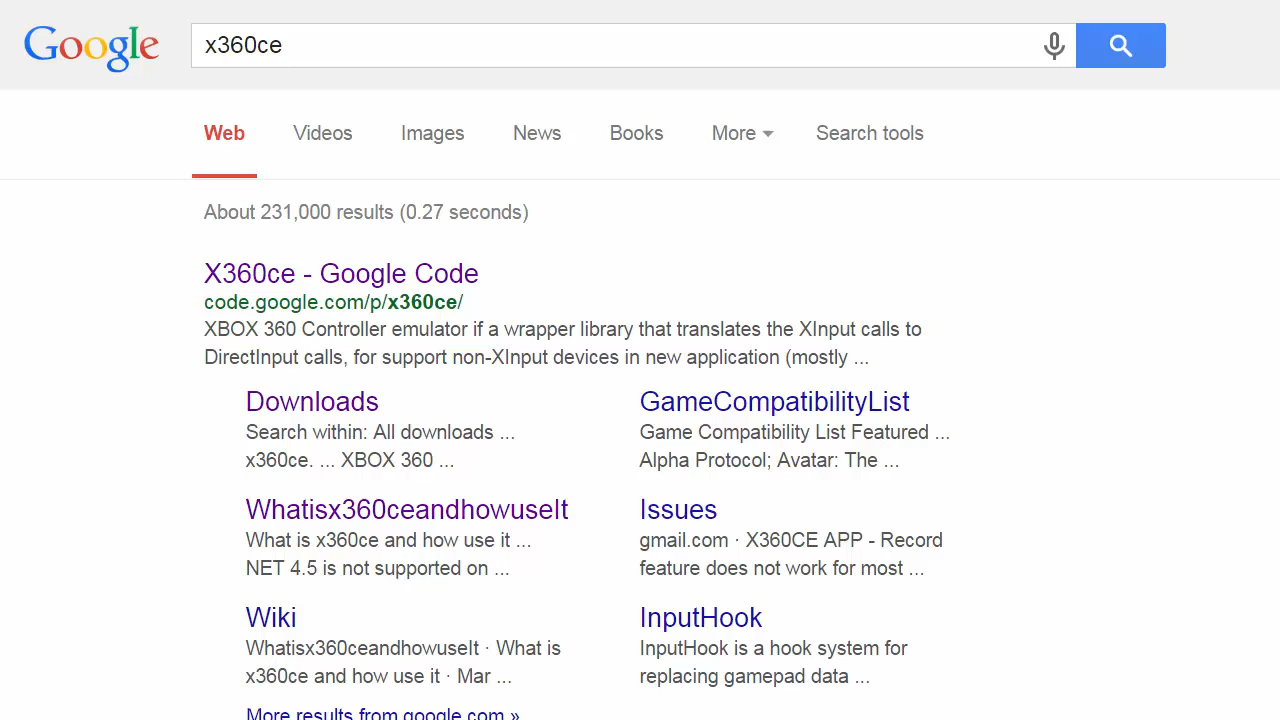 Google
x360ce
Web Videos Images News Books More Search tools
About 231,000 results (0.27 seconds)
X360ce - Google Code
code.google.com/p/x360ce/
XBOX 360 Controller emulator if a wrapper library that translates the XInput calls to
DirectInput calls, for support non-XInput devices in new application (mostly ...
Downloads
Search within: All downloads ...
x360ce. ... XBOX 360 ...
GameCompatibilityList
Game Compatibility List Featured ...
Alpha Protocol; Avatar: The ...
Whatisx360ceandhowuseIt
What is x360ce and how use it ...
NET 4.5 is not supported on ...
Issues
gmail.com · X360CE APP - Record
feature does not work for most ...
Wiki
Whatisx360ceandhowuseIt · What is
x360ce and how use it · Mar ...
InputHook
InputHook is a hook system for
replacing gamepad data ...
More results from google.com »